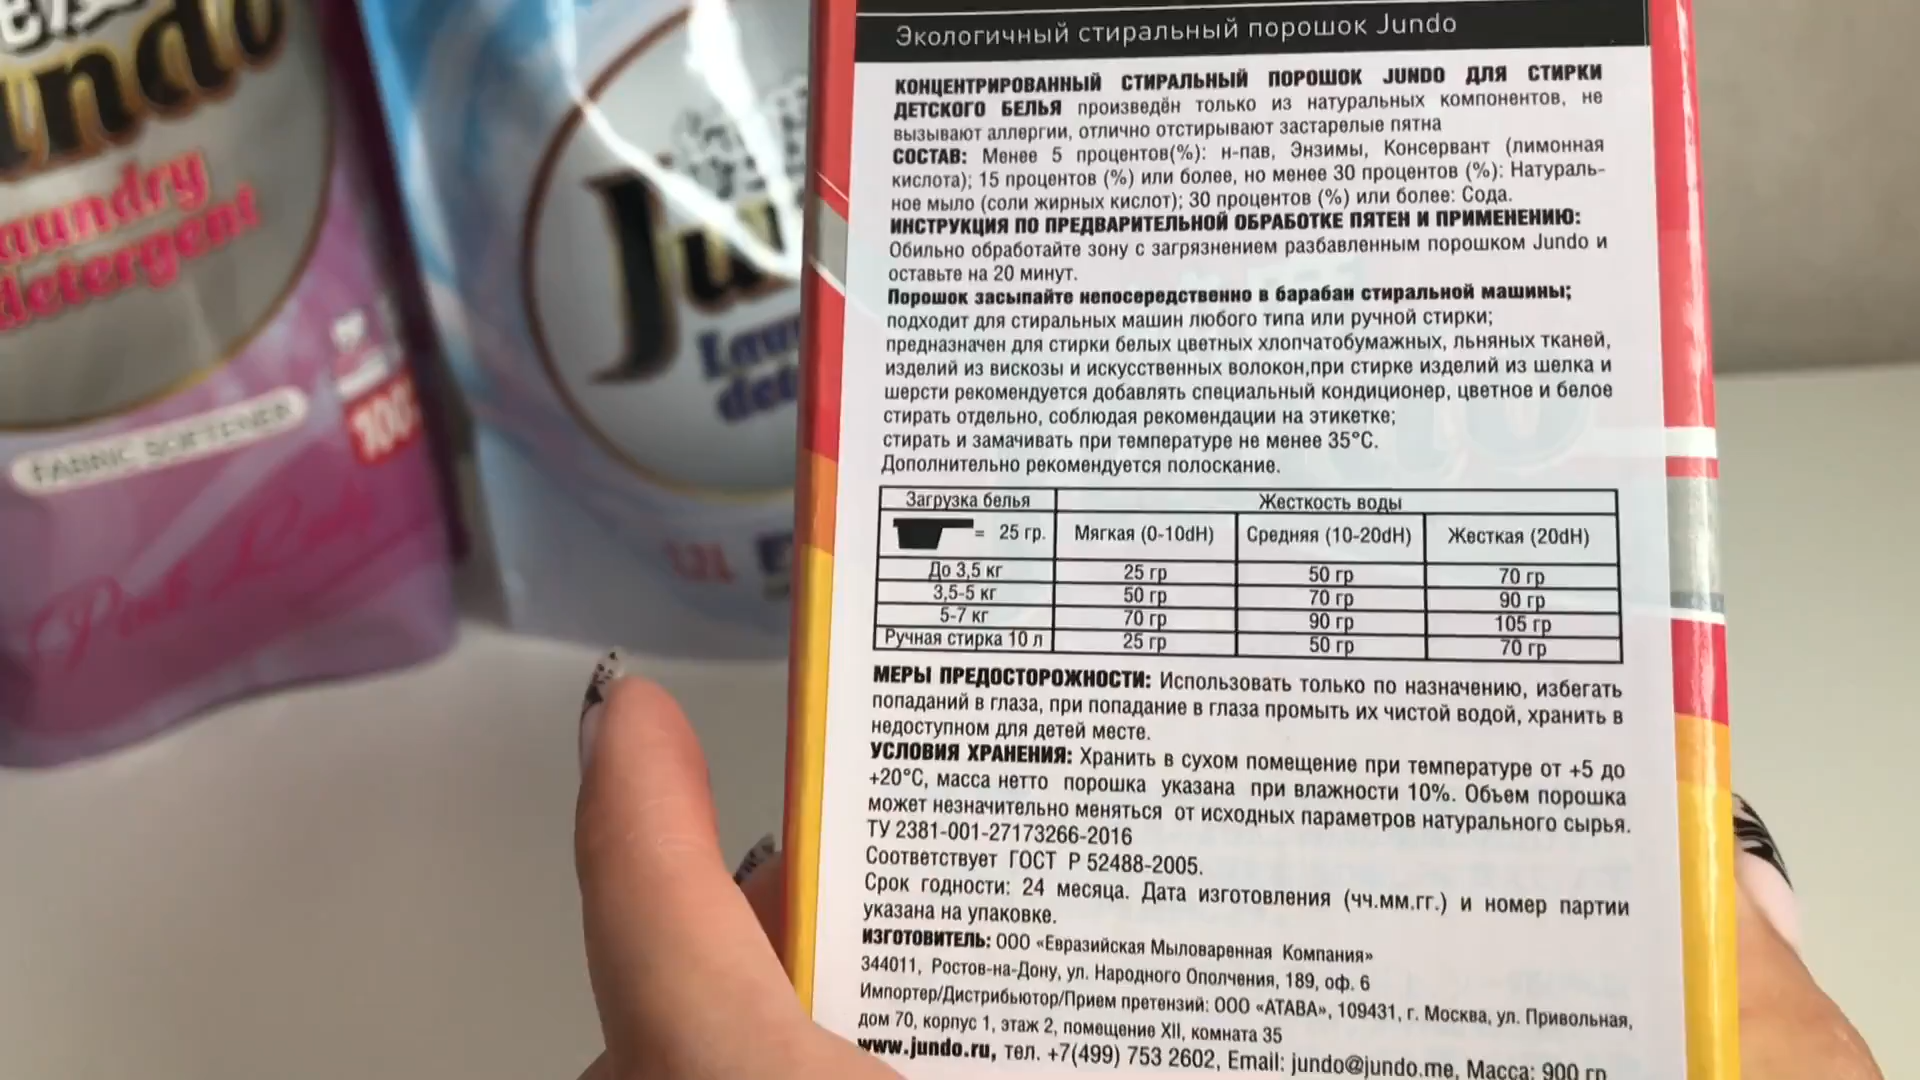 Jundo
Laundry
detergent
FABRIC SOFTENER
Pink
100%
Jun
Lau
det
1.2L
Экологичный стиральный порошок Jundo
КОНЦЕНТРИРОВАННЫЙ СТИРАЛЬНЫЙ ПОРОШОК JUNDO ДЛЯ СТИРКИ
ДЕТСКОГО БЕЛЬЯ произведён только из натуральных компонентов, не
вызывают аллергии, отлично отстирывают застарелые пятна
СОСТАВ: Менее 5 процентов(%): н-пав, Энзимы, Консервант (лимонная
кислота); 15 процентов (%) или более, но менее 30 процентов (%): Натураль-
ное мыло (соли жирных кислот); 30 процентов (%) или более: Сода.
ИНСТРУКЦИЯ ПО ПРЕДВАРИТЕЛЬНОЙ ОБРАБОТКЕ ПЯТЕН И ПРИМЕНЕНИЮ:
Обильно обработайте зону с загрязнением разбавленным порошком Jundo и
оставьте на 20 минут.
Порошок засыпайте непосредственно в барабан стиральной машины;
подходит для стиральных машин любого типа или ручной стирки;
предназначен для стирки белых цветных хлопчатобумажных, льняных тканей,
изделий из вискозы и искусственных волокон,при стирке изделий из шелка и
шерсти рекомендуется добавлять специальный кондиционер, цветное и белое
стирать отдельно, соблюдая рекомендации на этикетке;
стирать и замачивать при температуре не менее 35°C.
Дополнительно рекомендуется полоскание.
Загрузка белья Жесткость воды
= 25 гр. Мягкая (0-10dH) Средняя (10-20dH) Жесткая (20dH)
До 3,5 кг 25 гр 50 гр 70 гр
3,5-5 кг 50 гр 70 гр 90 гр
5-7 кг 70 гр 90 гр 105 гр
Ручная стирка 10 л 25 гр 50 гр 70 гр
МЕРЫ ПРЕДОСТОРОЖНОСТИ: Использовать только по назначению, избегать
попаданий в глаза, при попадание в глаза промыть их чистой водой, хранить в
недоступном для детей месте.
УСЛОВИЯ ХРАНЕНИЯ: Хранить в сухом помещение при температуре от +5 до
+20°C, масса нетто порошка указана при влажности 10%. Объем порошка
может незначительно меняться от исходных параметров натурального сырья.
ТУ 2381-001-27173266-2016
Соответствует ГОСТ Р 52488-2005.
Срок годности: 24 месяца. Дата изготовления (чч.мм.гг.) и номер партии
указана на упаковке.
ИЗГОТОВИТЕЛЬ: ООО «Евразийская Мыловаренная Компания»
344011, Ростов-на-Дону, ул. Народного Ополчения, 189, оф. 6
Импортер/Дистрибьютор/Прием претензий: ООО «АТАВА», 109431, г. Москва, ул. Привольная,
дом 70, корпус 1, этаж 2, помещение XII, комната 35
www.jundo.ru, тел. +7(499) 753 2602, Email: jundo@jundo.me, Масса: 900 гр